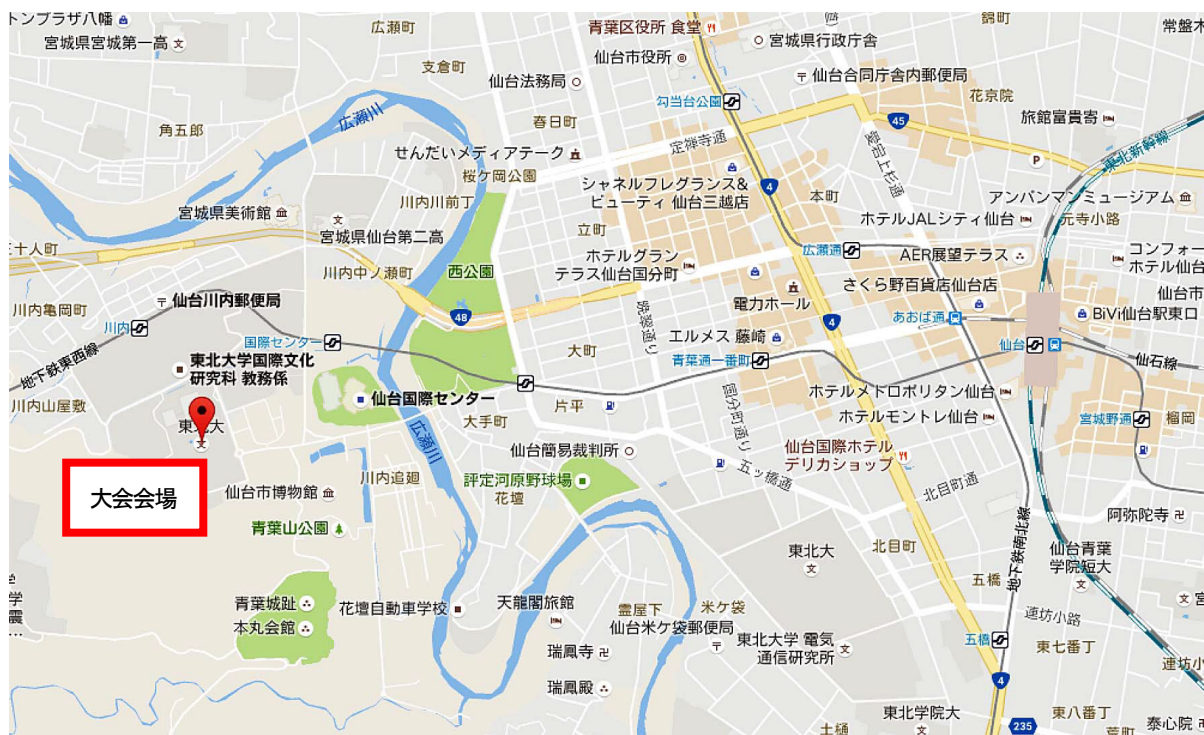 トンプラザ八幡
宮城県宮城第一高
広瀬町
青葉区役所 食堂
宮城県行政庁舎
錦町
常盤木
支倉町
仙台法務局
仙台市役所
仙台合同庁舎内郵便局
花京院
勾当台公園
旅館富貴寄
角五郎
広瀬川
春日町
45
せんだいメディアテーク
定禅寺通
愛宕上杉通
東北新幹線
P
桜ケ岡公園
シャネルフレグランス&
ビューティ 仙台三越店
4
本町
アンパンマンミュージアム
川内川前丁
宮城県美術館
ホテルJALシティ仙台
元寺小路
立町
宮城県仙台第二高
三十人町
広瀬通
AER展望テラス
コンフォー
ホテル仙台
西公園
ホテルグラン
テラス仙台国分町
川内中ノ瀬町
さくら野百貨店仙台店
仙台川内郵便局
川内亀岡町
晩翠通り
電力ホール
仙台市
BiVi仙台駅東口
48
4
あおば通
川内
国際センター
エルメス 藤崎
仙台
地下鉄東西線
東北大学国際文化
研究科 教務係
大町
青葉通一番町
仙石線
仙台国際センター
ホテルメトロポリタン仙台
川内山屋敷
片平
国分町通り
大手町
ホテルモントレ仙台
宮城野通
榴岡
東北大
広瀬川
仙台簡易裁判所
仙台国際ホテル
デリカショップ
五ッ橋通
大会会場
川内追廻
評定河原野球場
花壇
仙台市博物館
北目町通
青葉山公園
阿弥陀寺
地下鉄南北線
東北大
北目町
仙台青葉
学院短大
五橋
学
震
...
青葉城趾
本丸会館
花壇自動車学校
天龍閣旅館
霊屋下
米ケ袋
仙台米ケ袋郵便局
連坊小路
宮
東北大学 電気
通信研究所
五橋
東七番丁
瑞鳳寺
連坊小
瑞鳳殿
4
東北学院大
235
東八番丁
土樋
荒町
泰心院